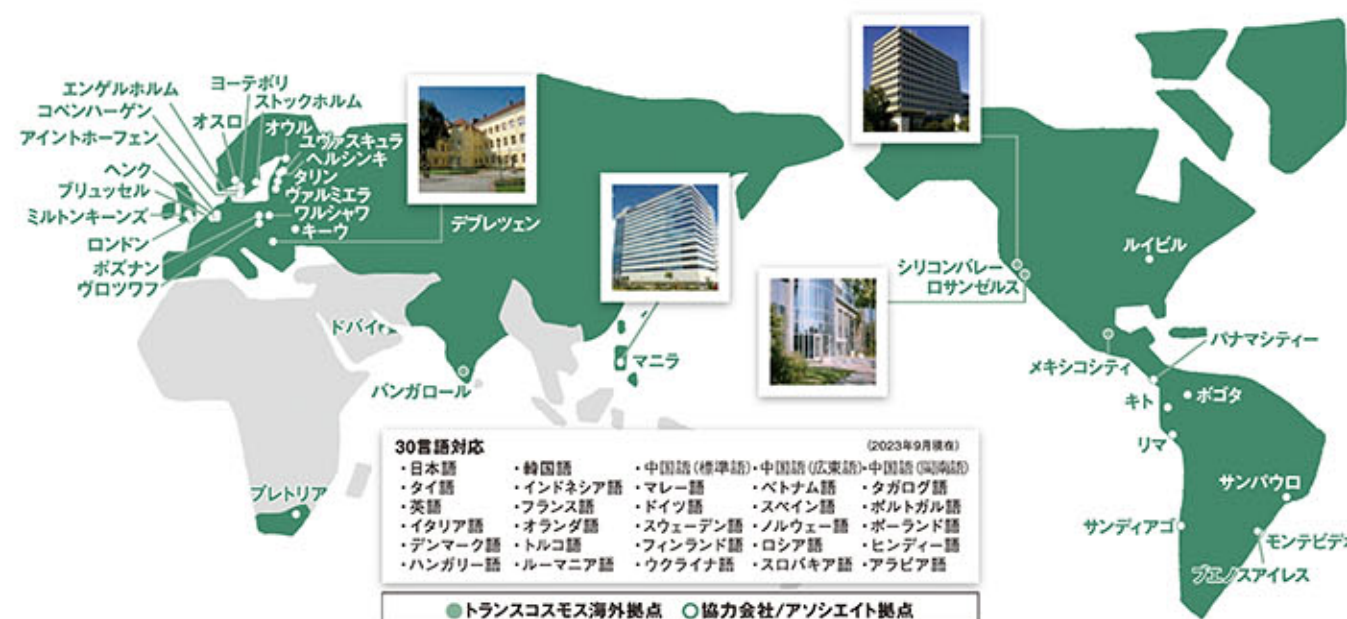 エンゲルホルム
コペンハーゲン
アイントホーフェン
ヨーテボリ
ストックホルム
オスロ
オウル
ユヴァスキュラ
ヘルシンキ
タリン
ヴァルミエラ
ワルシャワ
キーウ
ヘンク
ブリュッセル
ミルトンキーンズ
ロンドン
ポズナン
ヴロツワフ
デブレツェン
ドバイ
バンガロール
マニラ
プレトリア
シリコンバレー
ロサンゼルス
ルイビル
メキシコシティ
パナマシティー
キト
ボゴタ
リマ
サンパウロ
サンディアゴ
モンテビデオ
ブエノスアイレス
30言語対応 (2023年9月現在)
・日本語 ・韓国語 ・中国語(標準語)・中国語(広東語)・中国語(閩南語)
・タイ語 ・インドネシア語 ・マレー語 ・ベトナム語 ・タガログ語
・英語 ・フランス語 ・ドイツ語 ・スペイン語 ・ポルトガル語
・イタリア語 ・オランダ語 ・スウェーデン語 ・ノルウェー語 ・ポーランド語
・デンマーク語 ・トルコ語 ・フィンランド語 ・ロシア語 ・ヒンディー語
・ハンガリー語 ・ルーマニア語 ・ウクライナ語 ・スロバキア語 ・アラビア語
●トランスコスモス海外拠点 ○協力会社/アソシエイト拠点